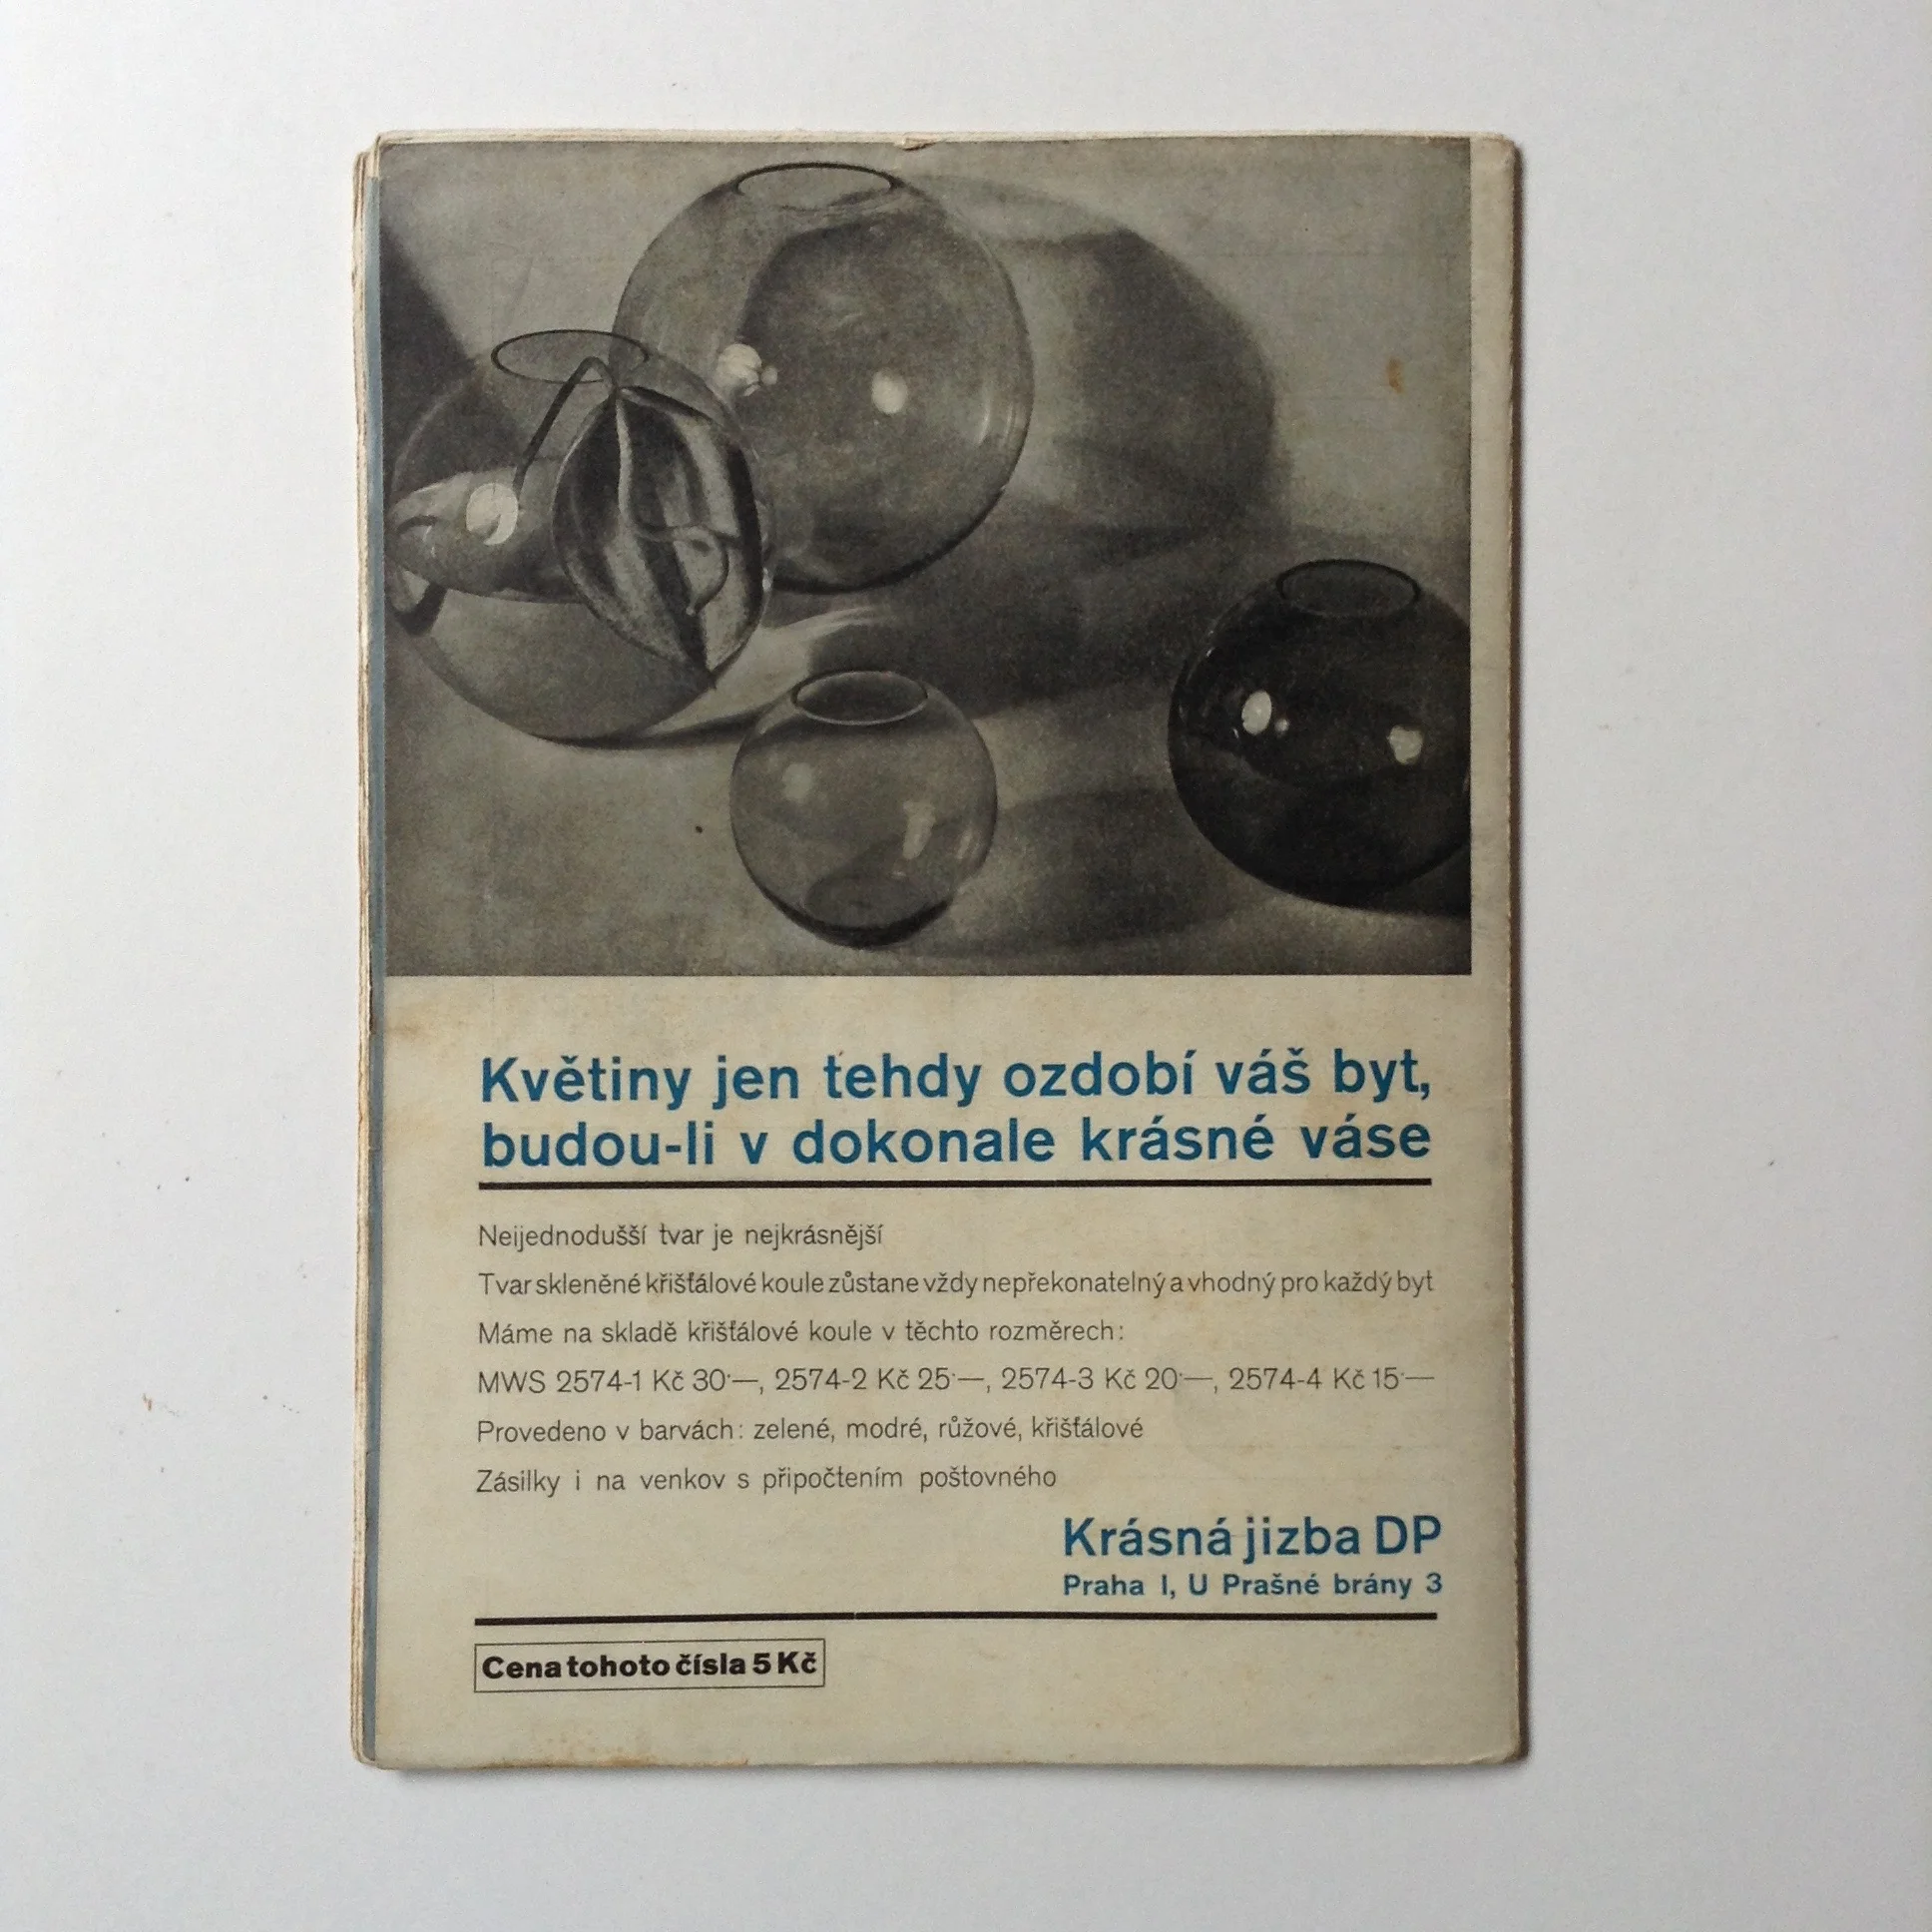 Květiny jen tehdy ozdobí váš byt,
budou-li v dokonale krásné váse
Neijednodušší tvar je nejkrásnější
Tvar skleněné křišťálové koule zůstane vždy nepřekonatelný a vhodný pro každý byt
Máme na skladě křišťálové koule v těchto rozměrech:
MWS 2574-1 Kč 30·—, 2574-2 Kč 25·—, 2574-3 Kč 20·—, 2574-4 Kč 15·—
Provedeno v barvách: zelené, modré, růžové, křišťálové
Zásilky i na venkov s připočtením poštovného
Krásná jizba DP
Praha I, U Prašné brány 3
Cena tohoto čísla 5 Kč